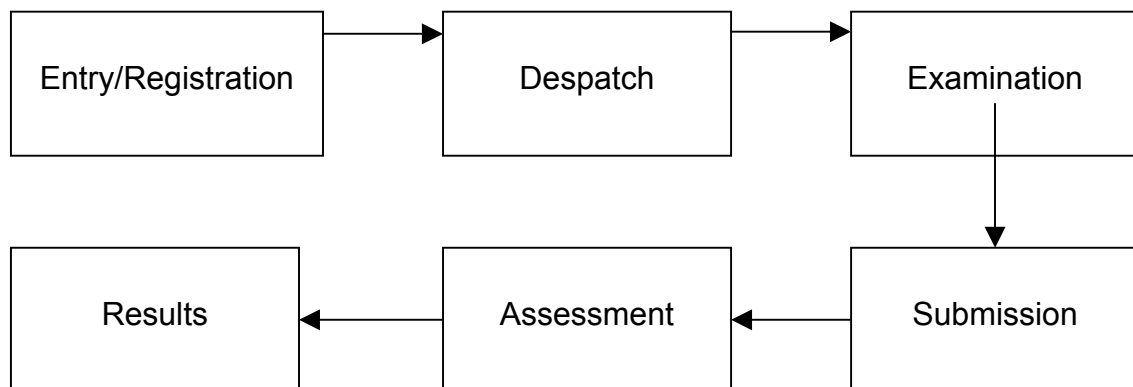 Entry/Registration
Despatch
Examination
Submission
Assessment
Results